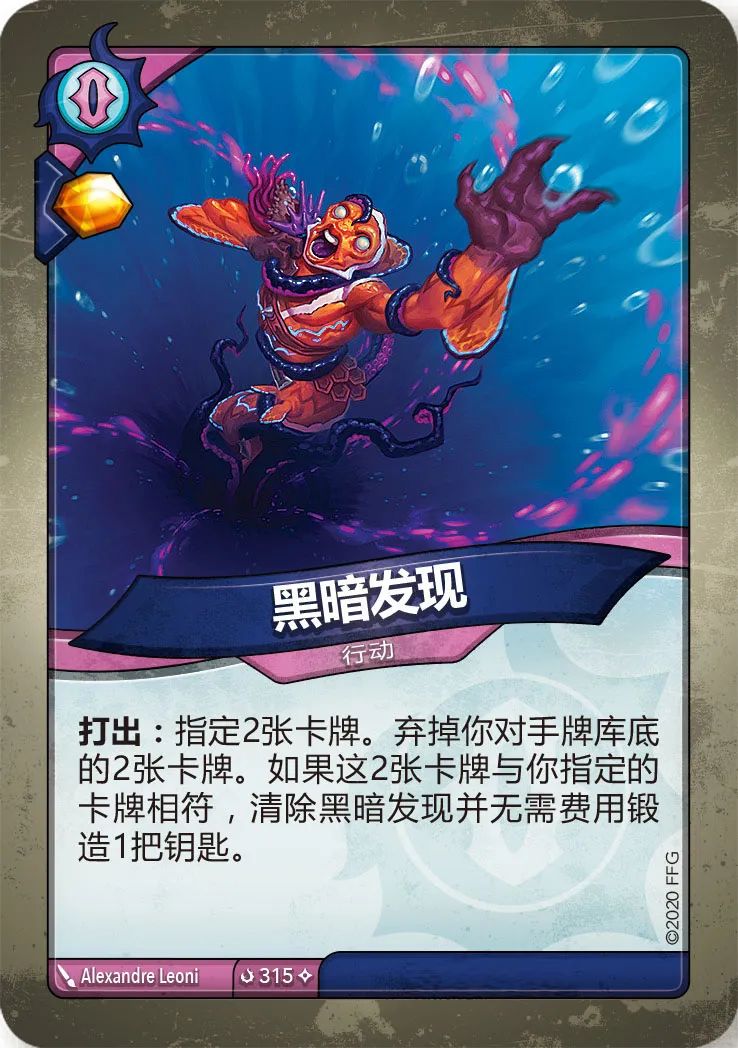 黑暗发现
行动
打出：指定2张卡牌。弃掉你对手牌库底
的2张卡牌。如果这2张卡牌与你指定的
卡牌相符，清除黑暗发现并无需费用锻
造1把钥匙。
©2020 FFG
Alexandre Leoni
315